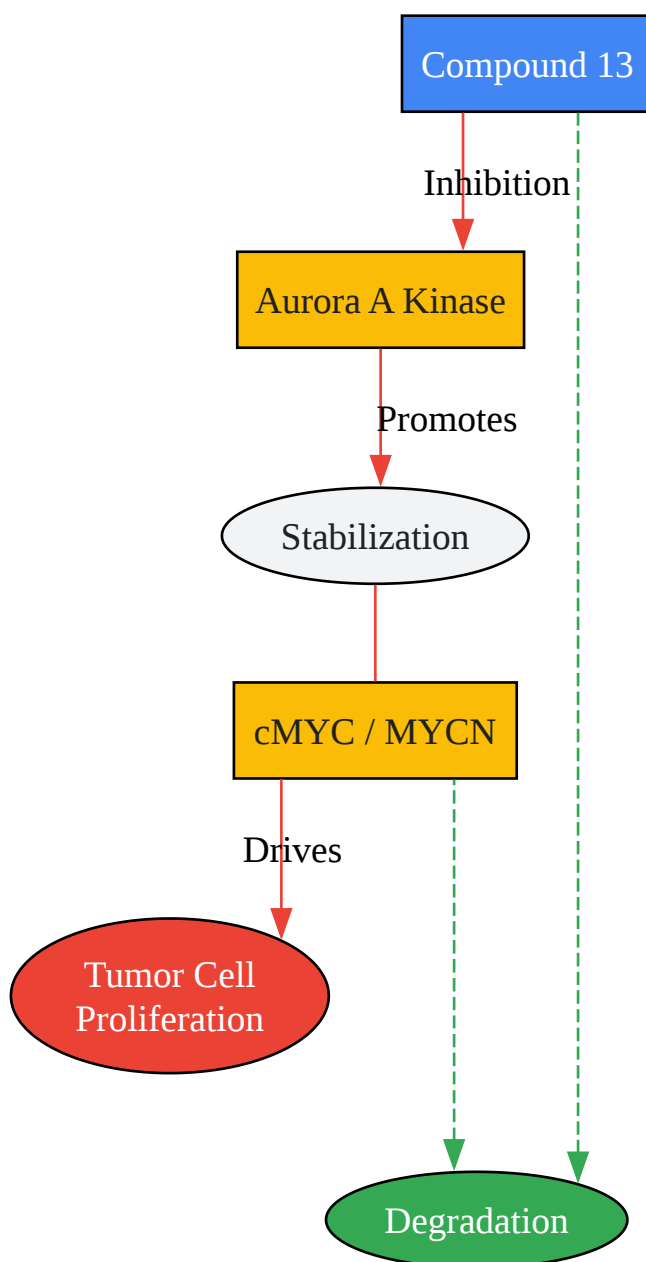 Compound 13
Inhibition
Aurora A Kinase
Promotes
Stabilization
cMYC / MYCN
Drives
Tumor Cell
Proliferation
Degradation